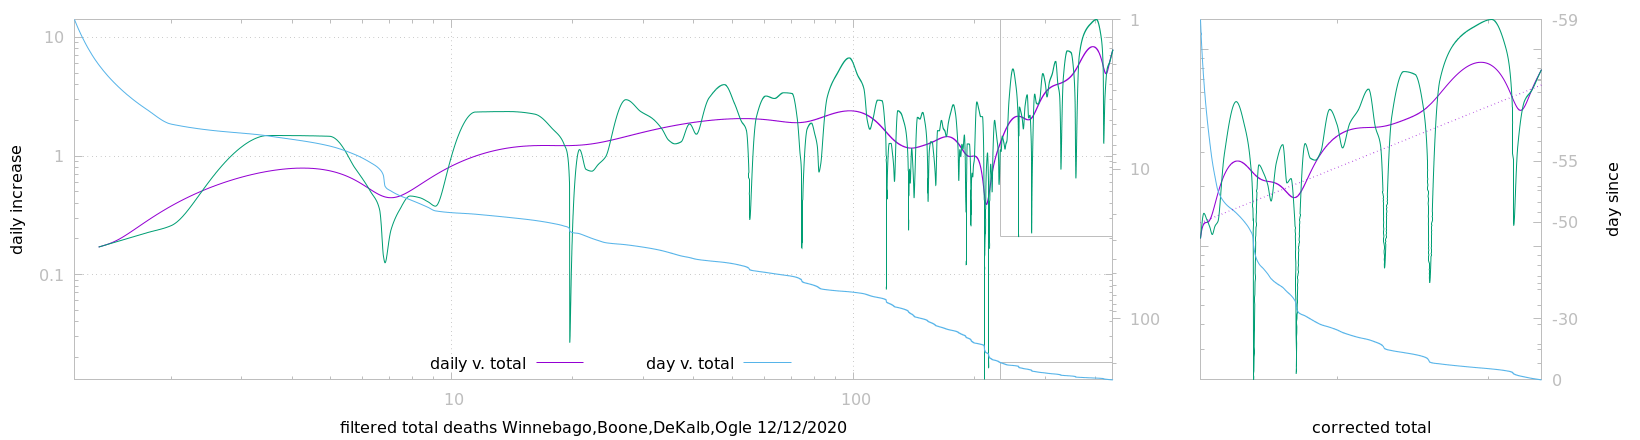 10
1
0.1
daily increase
daily v. total
day v. total
10
100
filtered total deaths Winnebago,Boone,DeKalb,Ogle 12/12/2020
1
10
100
-59
-55
-50
-30
0
day since
corrected total